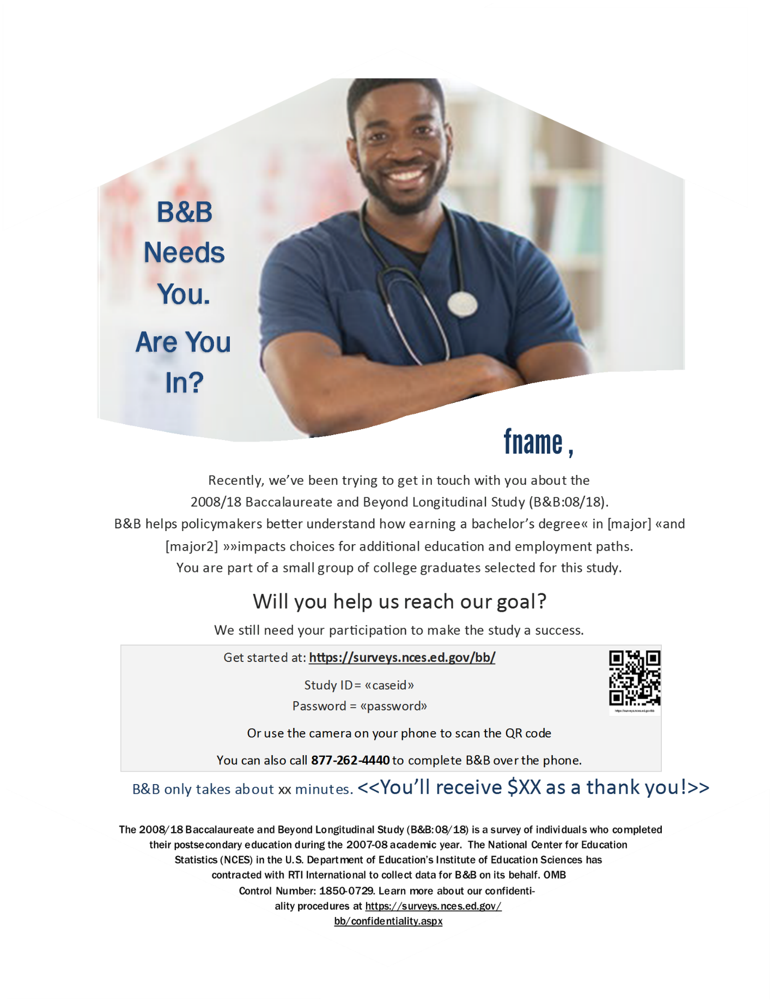 B&B
Needs
You.
Are You
In?
fname ,
Recently, we’ve been trying to get in touch with you about the
2008/18 Baccalaureate and Beyond Longitudinal Study (B&B:08/18).
B&B helps policymakers better understand how earning a bachelor’s degree« in [major] «and
[major2] »»impacts choices for additional education and employment paths.
You are part of a small group of college graduates selected for this study.
Will you help us reach our goal?
We still need your participation to make the study a success.
Get started at: https://surveys.nces.ed.gov/bb/
Study ID= «caseid»
Password = «password»
https://surveys.nces.ed.gov/bb
Or use the camera on your phone to scan the QR code
You can also call 877-262-4440 to complete B&B over the phone.
B&B only takes about xx minutes. <<You’ll receive $XX as a thank you!>>
The 2008/18 Baccalaureate and Beyond Longitudinal Study (B&B:08/18) is a survey of individuals who completed
their postsecondary education during the 2007-08 academic year. The National Center for Education
Statistics (NCES) in the U.S. Department of Education’s Institute of Education Sciences has
contracted with RTI International to collect data for B&B on its behalf. OMB
Control Number: 1850-0729. Learn more about our confidenti-
ality procedures at https://surveys.nces.ed.gov/
bb/confidentiality.aspx